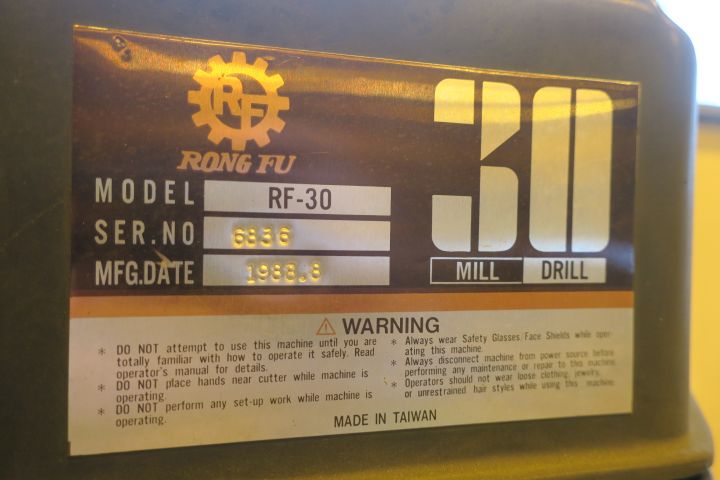 RF
RONG FU
30
MILL DRILL
MODEL RF-30
SER.NO 6836
MFG.DATE 1988.8
WARNING
* DO NOT attempt to use this machine until you are
totally familiar with how to operate it safely. Read
operator's manual for details.
* DO NOT place hands near cutter while machine is
operating.
* DO NOT perform any set-up work while machine is
operating.
* Always wear Safety Glasses/Face Shields while oper-
ating this machine.
* Always disconnect machine from power source before
performing any maintenance or repair to this machine.
* Operators should not wear loose clothing, jewelry,
or unrestrained hair styles while using this machine
MADE IN TAIWAN